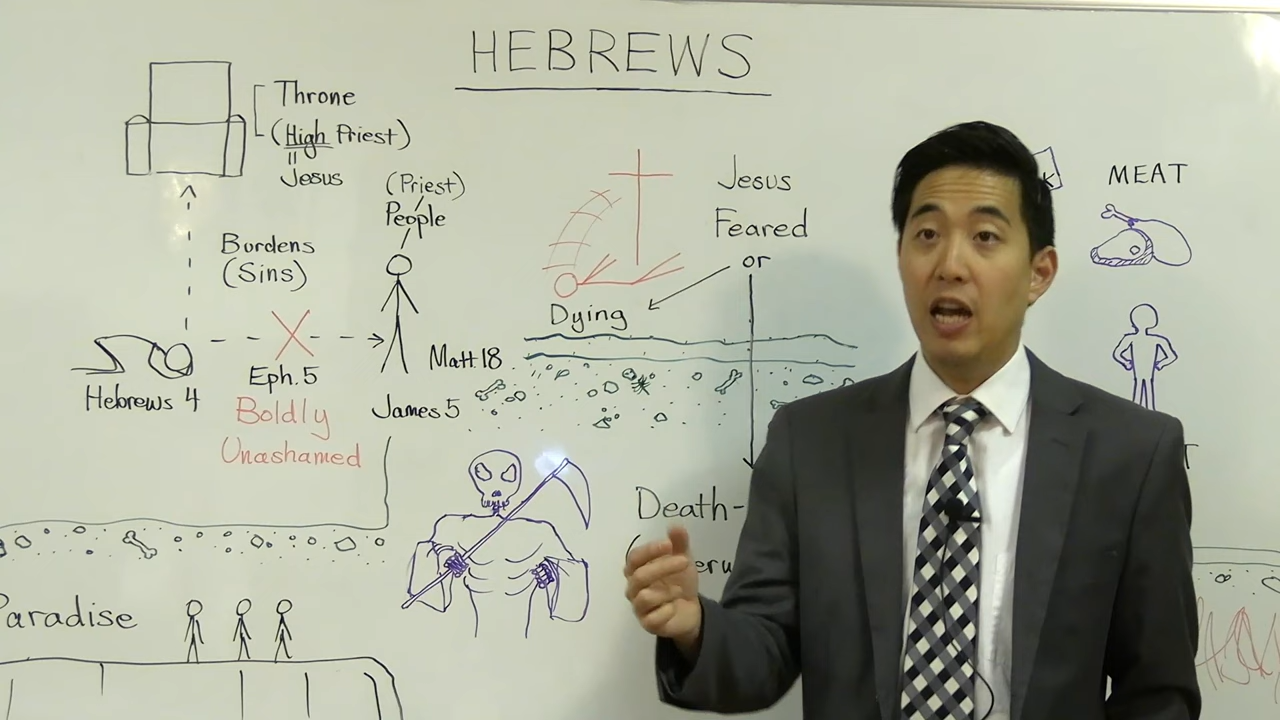 HEBREWS
Throne
(High Priest)
Jesus
(Priest)
People
Burdens
(Sins)
Eph. 5
Boldly
Unashamed
Hebrews 4
Matt. 18
James 5
Jesus
Feared
or
Dying
Death-
Paradise
K
MEAT
T